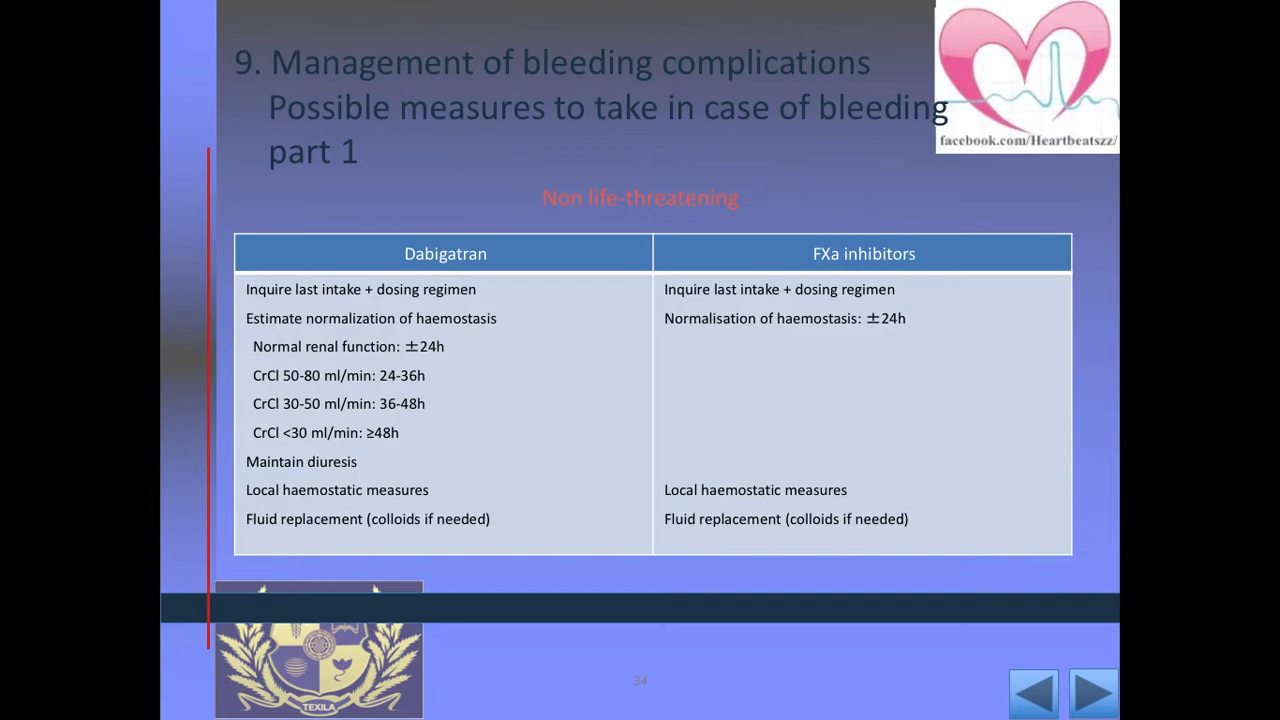 9. Management of bleeding complications
Possible measures to take in case of bleeding
part 1
facebook.com/Heartbeatszz/
Non life-threatening
Dabigatran
FXa inhibitors
Inquire last intake + dosing regimen
Inquire last intake + dosing regimen
Estimate normalization of haemostasis
Normalisation of haemostasis: ±24h
Normal renal function: ±24h
CrCl 50-80 ml/min: 24-36h
CrCl 30-50 ml/min: 36-48h
CrCl <30 ml/min: ≥48h
Maintain diuresis
Local haemostatic measures
Local haemostatic measures
Fluid replacement (colloids if needed)
Fluid replacement (colloids if needed)
TEXILA
34